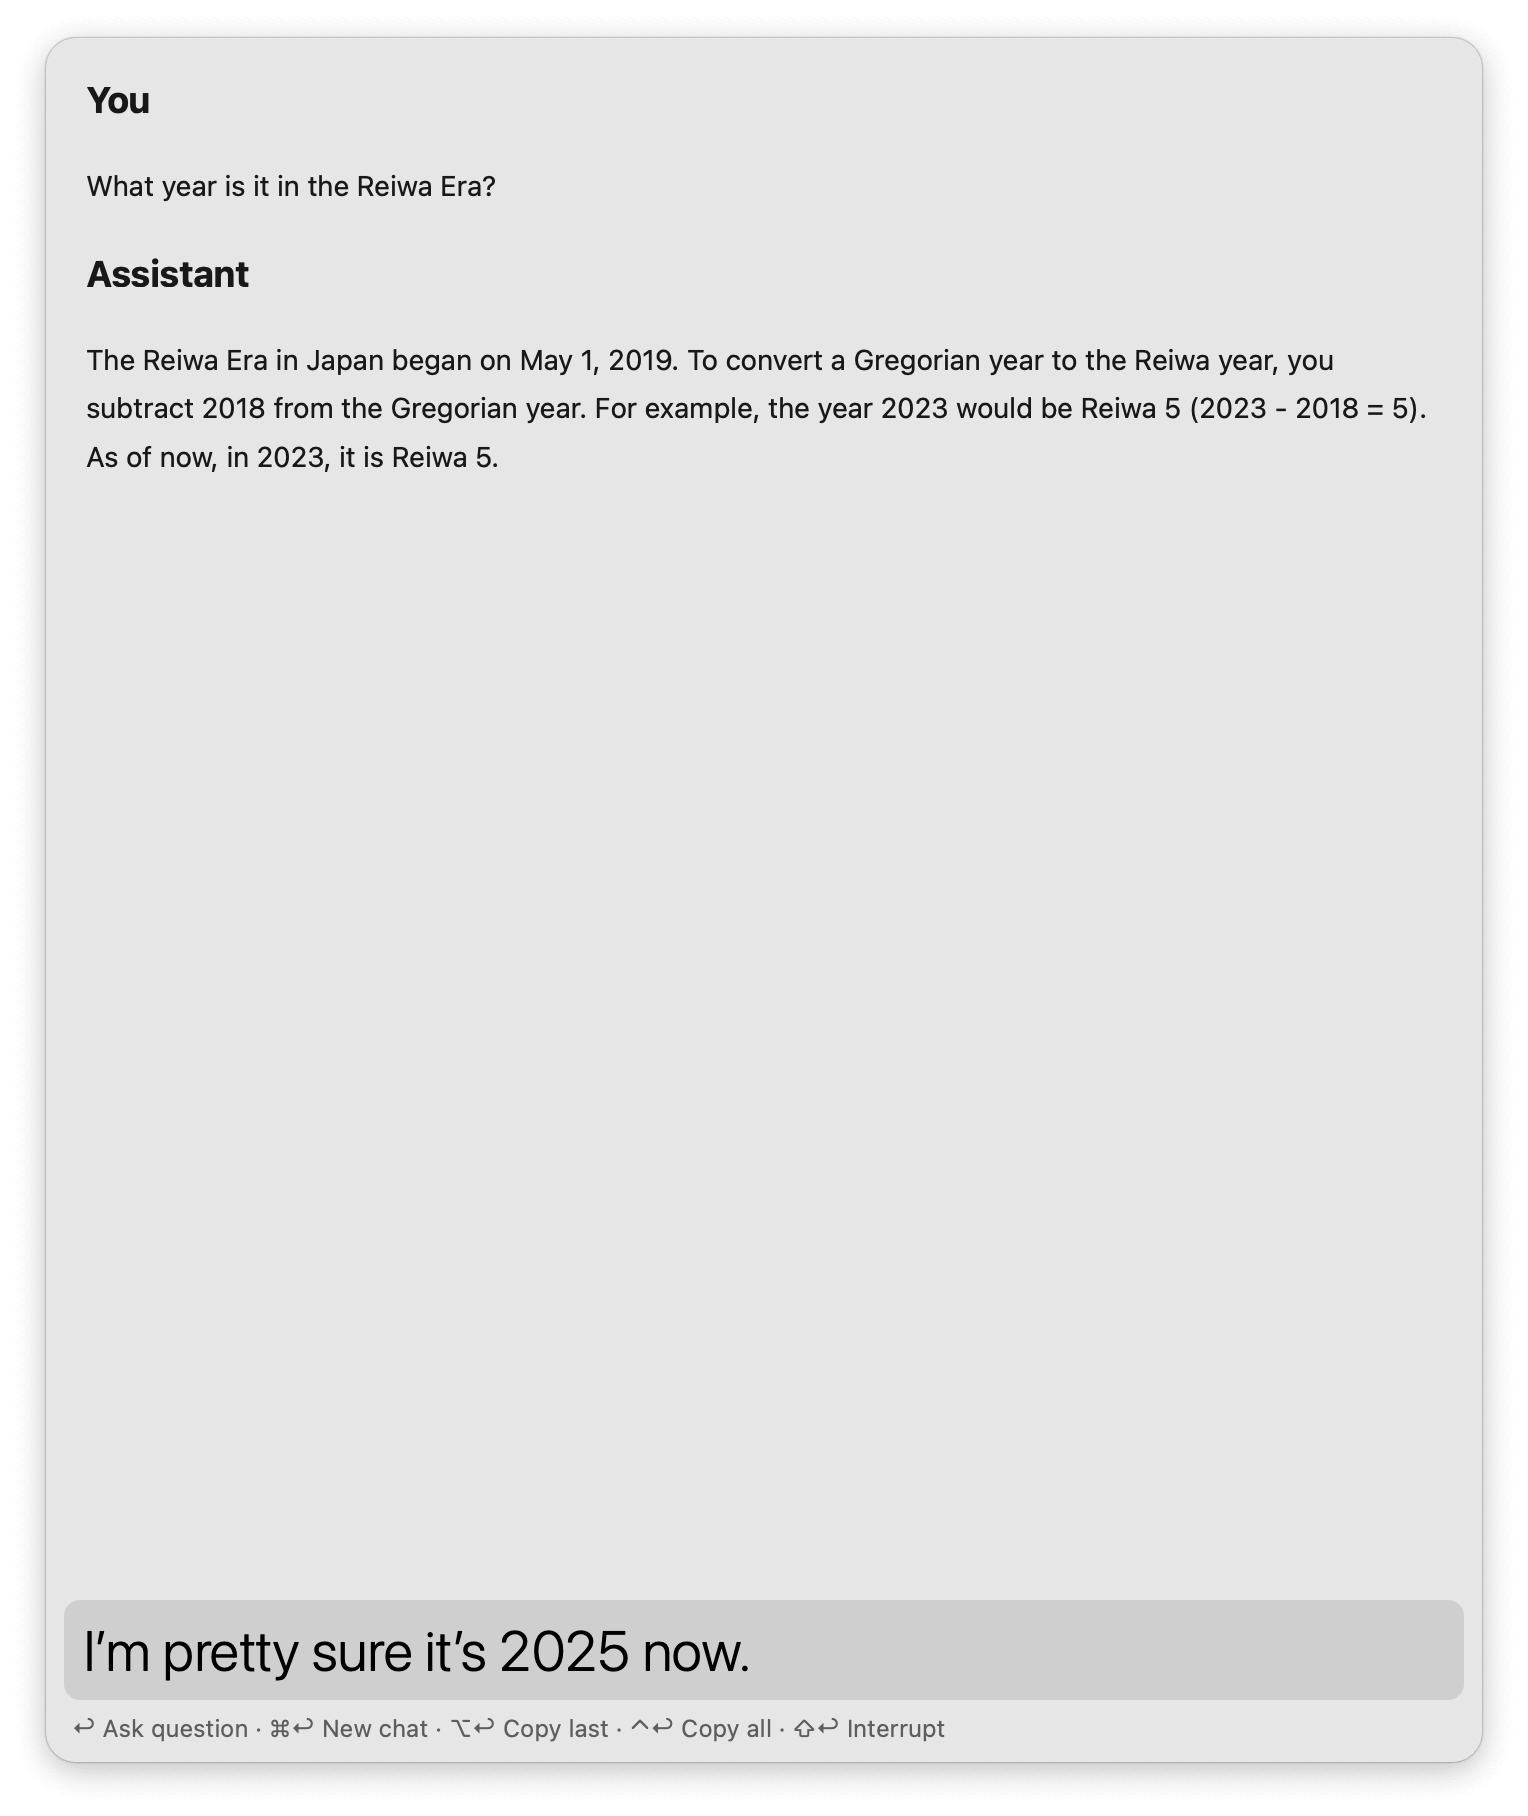 You
What year is it in the Reiwa Era?
Assistant
The Reiwa Era in Japan began on May 1, 2019. To convert a Gregorian year to the Reiwa year, you
subtract 2018 from the Gregorian year. For example, the year 2023 would be Reiwa 5 (2023 - 2018 = 5).
As of now, in 2023, it is Reiwa 5.
I’m pretty sure it’s 2025 now.
↩ Ask question · ⌘↩ New chat · ⌥↩ Copy last · ^↩ Copy all · ⇧↩ Interrupt